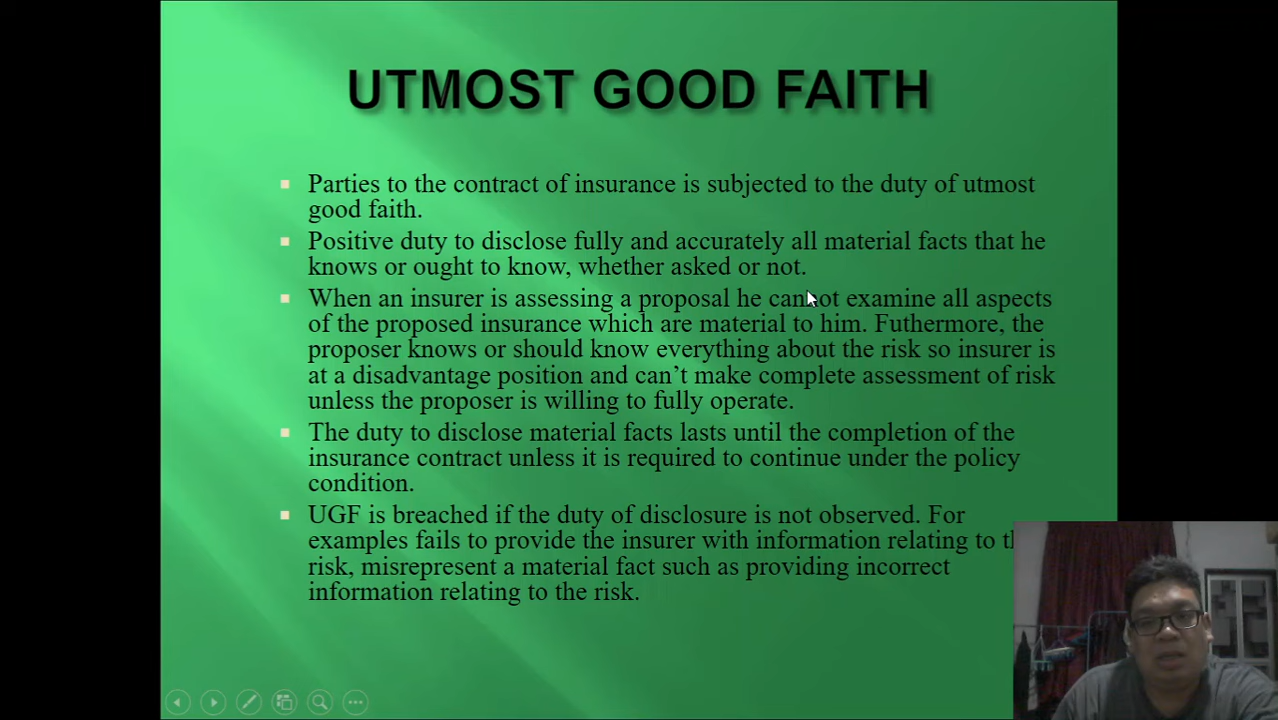 UTMOST GOOD FAITH
Parties to the contract of insurance is subjected to the duty of utmost
good faith.
Positive duty to disclose fully and accurately all material facts that he
knows or ought to know, whether asked or not.
When an insurer is assessing a proposal he cannot examine all aspects
of the proposed insurance which are material to him. Futhermore, the
proposer knows or should know everything about the risk so insurer is
at a disadvantage position and can't make complete assessment of risk
unless the proposer is willing to fully operate.
The duty to disclose material facts lasts until the completion of the
insurance contract unless it is required to continue under the policy
condition.
UGF is breached if the duty of disclosure is not observed. For
examples fails to provide the insurer with information relating to
risk, misrepresent a material fact such as providing incorrect
information relating to the risk.